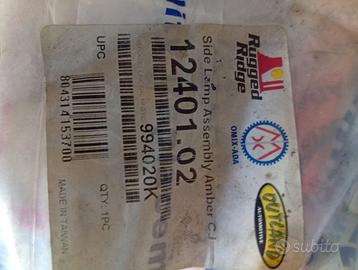 Rugged
Ridge
OMIX-ADA
OUTLAND
AUTOMOTIVE
Side Lamp Assembly Amber CJ
12401.02
994020K
UPC
804314153700
QTY: 1PC
MADE IN TAIWAN
subito